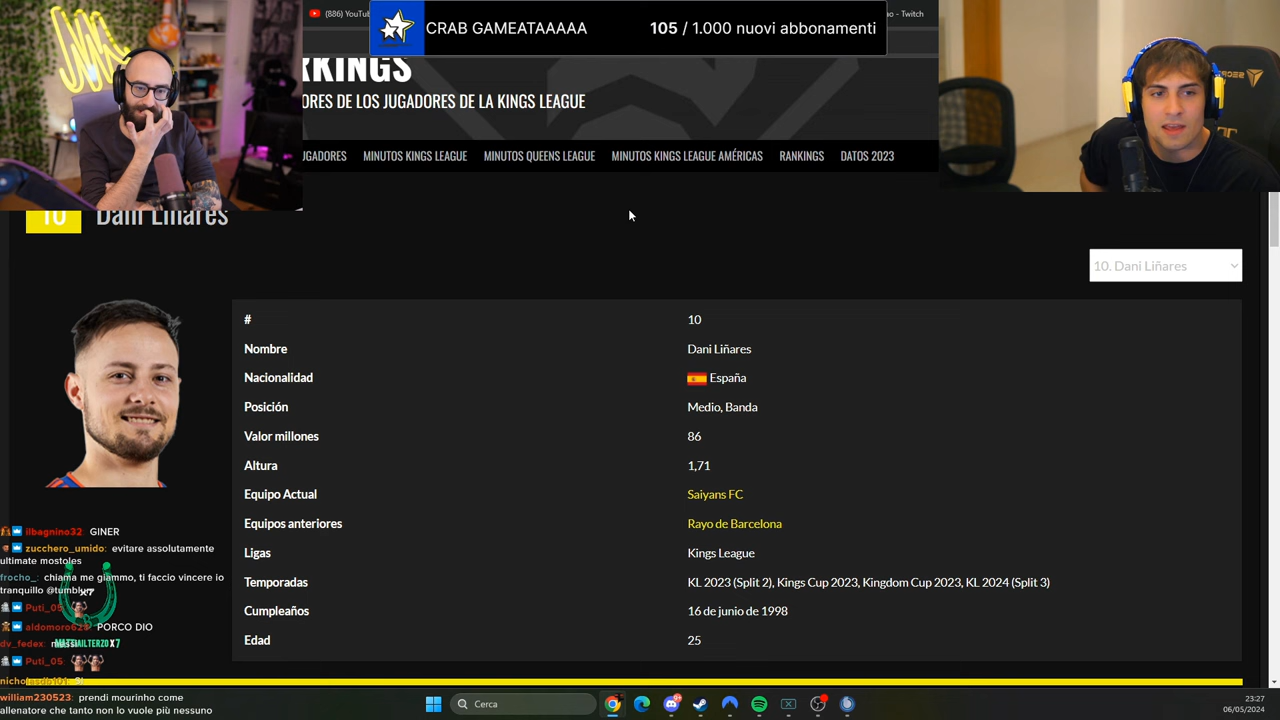 (886) YouTub
CRAB GAMEATAAAAA
105 / 1.000 nuovi abbonamenti
no - Twitch
RKINGS
ORES DE LOS JUGADORES DE LA KINGS LEAGUE
UGADORES
MINUTOS KINGS LEAGUE
MINUTOS QUEENS LEAGUE
MINUTOS KINGS LEAGUE AMÉRICAS
RANKINGS
DATOS 2023
10
Dani Liñares
10. Dani Liñares
# 10
Nombre Dani Liñares
Nacionalidad España
Posición Medio, Banda
Valor millones 86
Altura 1,71
Equipo Actual Saiyans FC
Equipos anteriores Rayo de Barcelona
Ligas Kings League
Temporadas KL 2023 (Split 2), Kings Cup 2023, Kingdom Cup 2023, KL 2024 (Split 3)
Cumpleaños 16 de junio de 1998
Edad 25
ilbagnino32: GINER
zucchero_umido: evitare assolutamente
ultimate mostoles
frocho_: chiama me giammo, ti faccio vincere io
tranquillo
x7
Puti_05:
PORCO DIO
dv_fedex:
X7
Puti_05:
william230523: prendi mourinho come
allenatore che tanto non lo vuole più nessuno
Cerca
23:27
06/05/2024